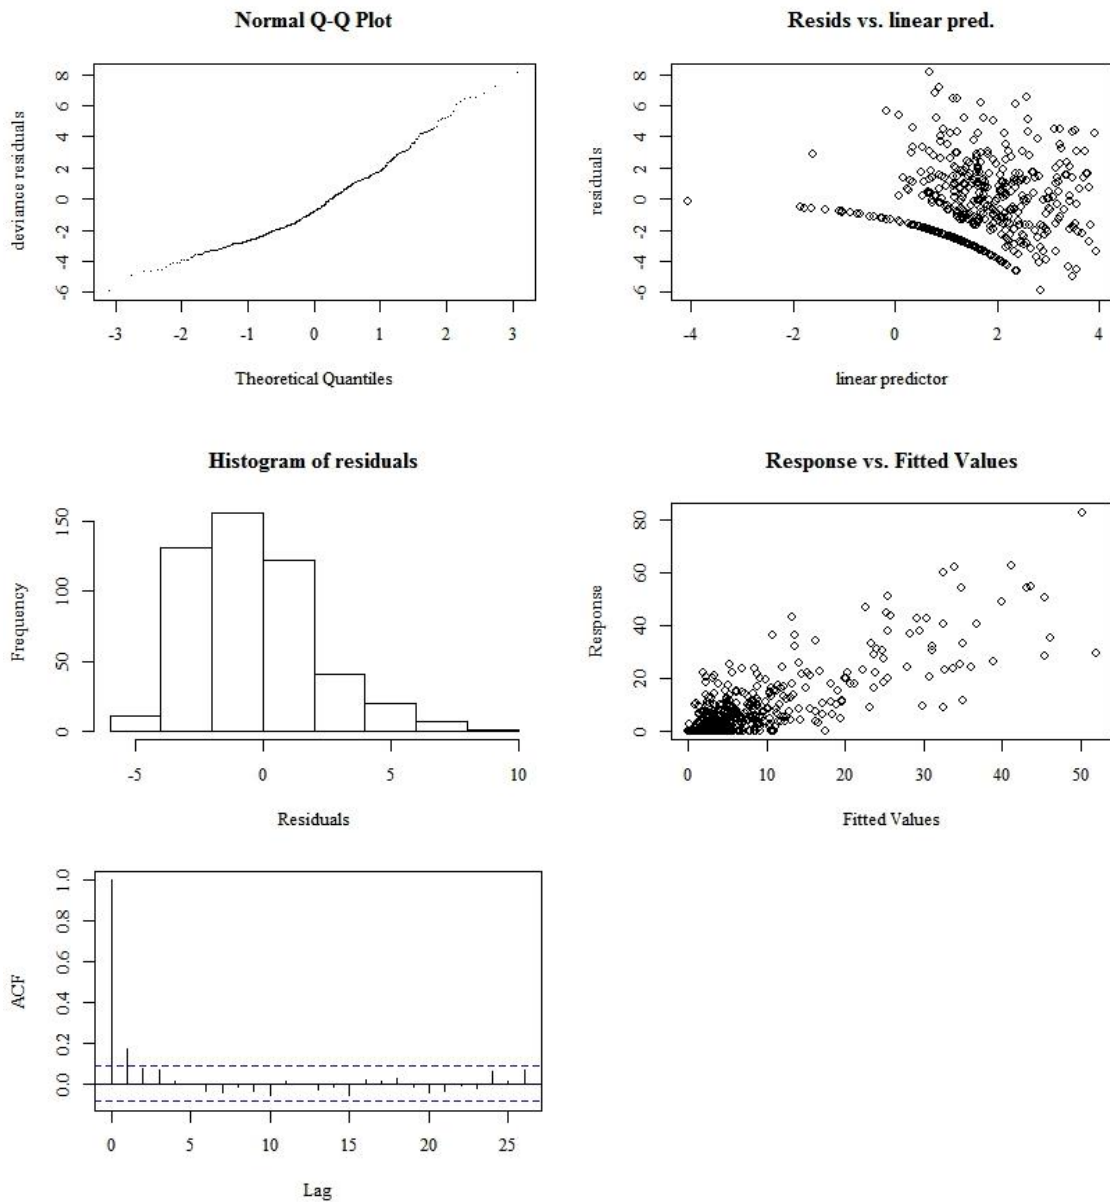 Normal Q-Q Plot
deviance residuals
-6 -4 -2 0 2 4 6 8
-3 -2 -1 0 1 2 3
Theoretical Quantiles
Resids vs. linear pred.
residuals
-6 -4 -2 0 2 4 6 8
-4 -2 0 2 4
linear predictor
Histogram of residuals
Frequency
0 50 100 150
-5 0 5 10
Residuals
Response vs. Fitted Values
Response
0 20 40 60 80
0 10 20 30 40 50
Fitted Values
ACF
0.0 0.2 0.4 0.6 0.8 1.0
0 5 10 15 20 25
Lag